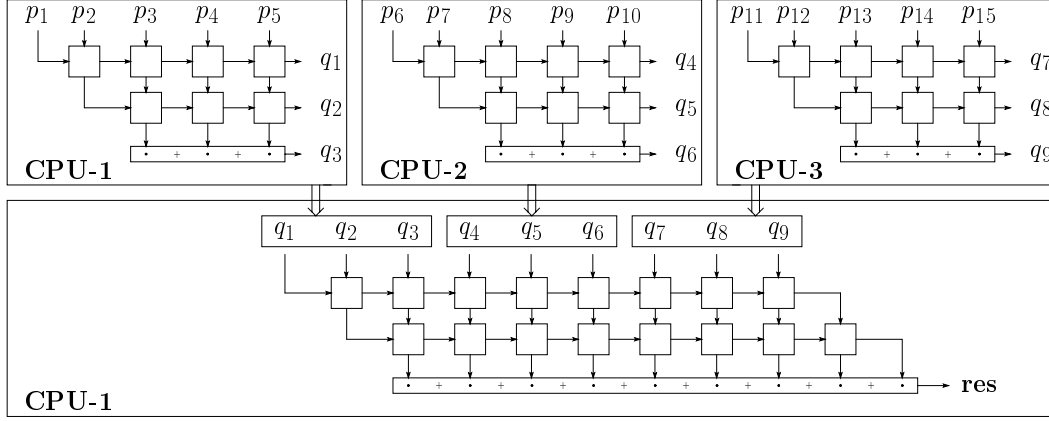 p₁ p₂ p₃ p₄ p₅ p₆ p₇ p₈ p₉ p₁₀ p₁₁ p₁₂ p₁₃ p₁₄ p₁₅
q₁ q₄ q₇
q₂ q₅ q₈
· + · + · q₃ · + · + · q₆ · + · + · q₉
CPU-1 CPU-2 CPU-3
q₁ q₂ q₃ q₄ q₅ q₆ q₇ q₈ q₉
· + · + · + · + · + · + · + · + · res
CPU-1